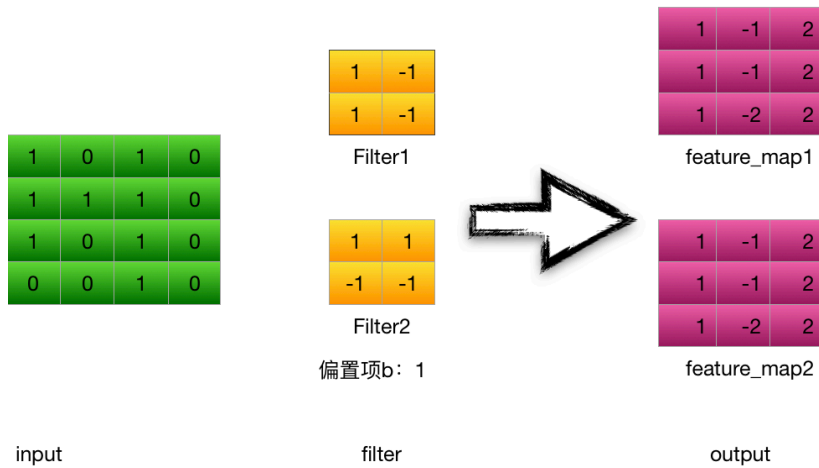 1 0 1 0
1 1 1 0
1 0 1 0
0 0 1 0
input
1 -1
1 -1
Filter1
1 1
-1 -1
Filter2
偏置项b：1
filter
1 -1 2
1 -1 2
1 -2 2
feature_map1
1 -1 2
1 -1 2
1 -2 2
feature_map2
output